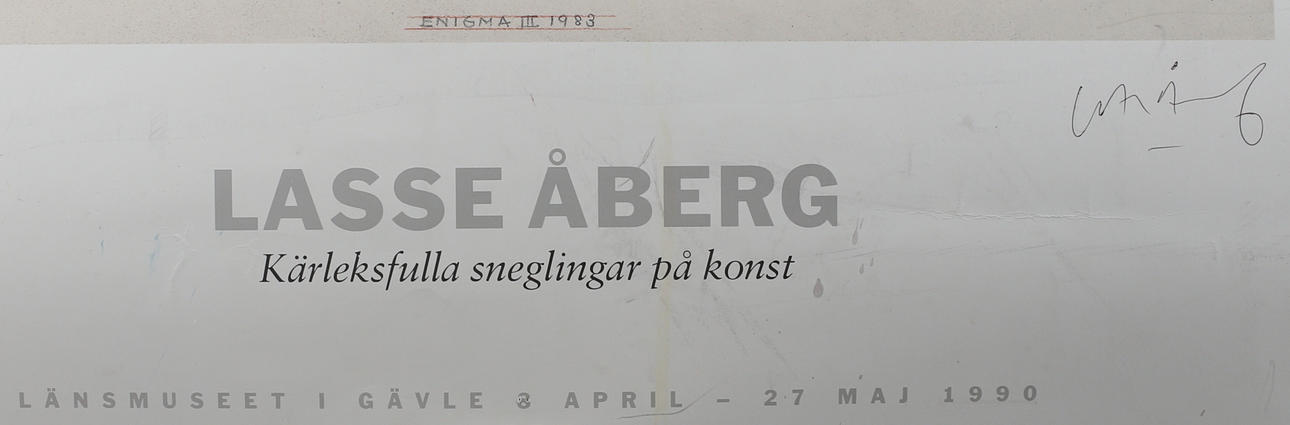 ENIGMA III 1983
LASSE ÅBERG
Kärleksfulla sneglingar på konst
LÄNSMUSEET I GÄVLE 8 APRIL – 27 MAJ 1990